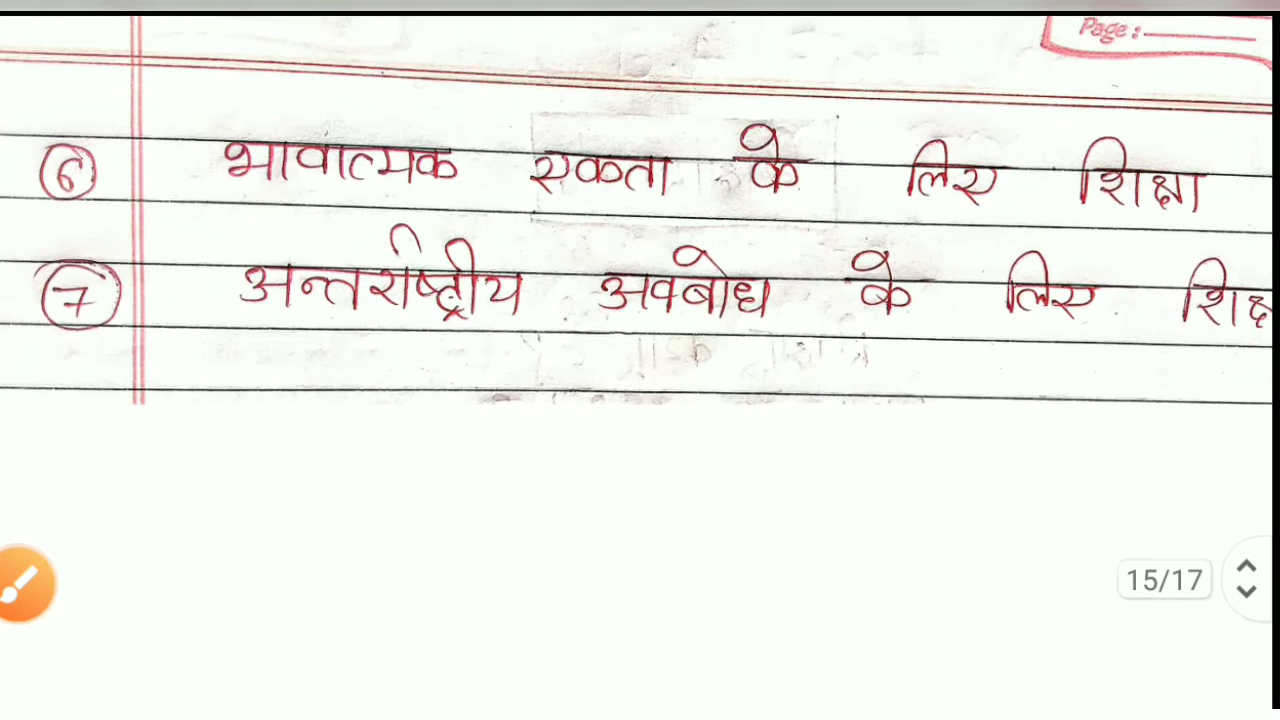 Page:
6 भावात्मक एकता के लिए शिक्षा
7 अन्तर्राष्ट्रीय अवबोध के लिए
15/17